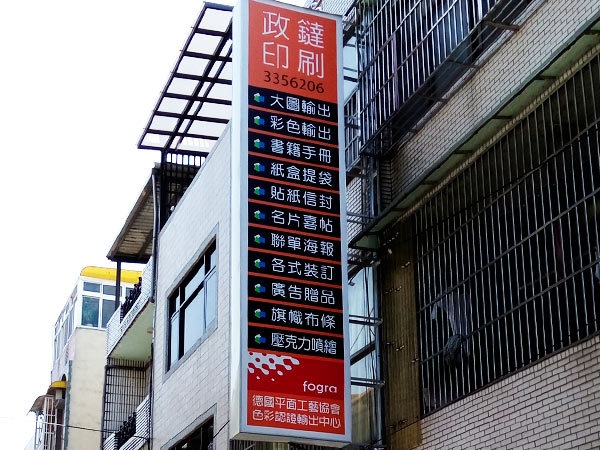 政鐽
印刷
3356206
大圖輸出
彩色輸出
書籍手冊
紙盒提袋
貼紙信封
名片喜帖
聯單海報
各式裝訂
廣告贈品
旗幟布條
壓克力噴繪
fogra
德國平面工藝協會
色彩認證輸出中心